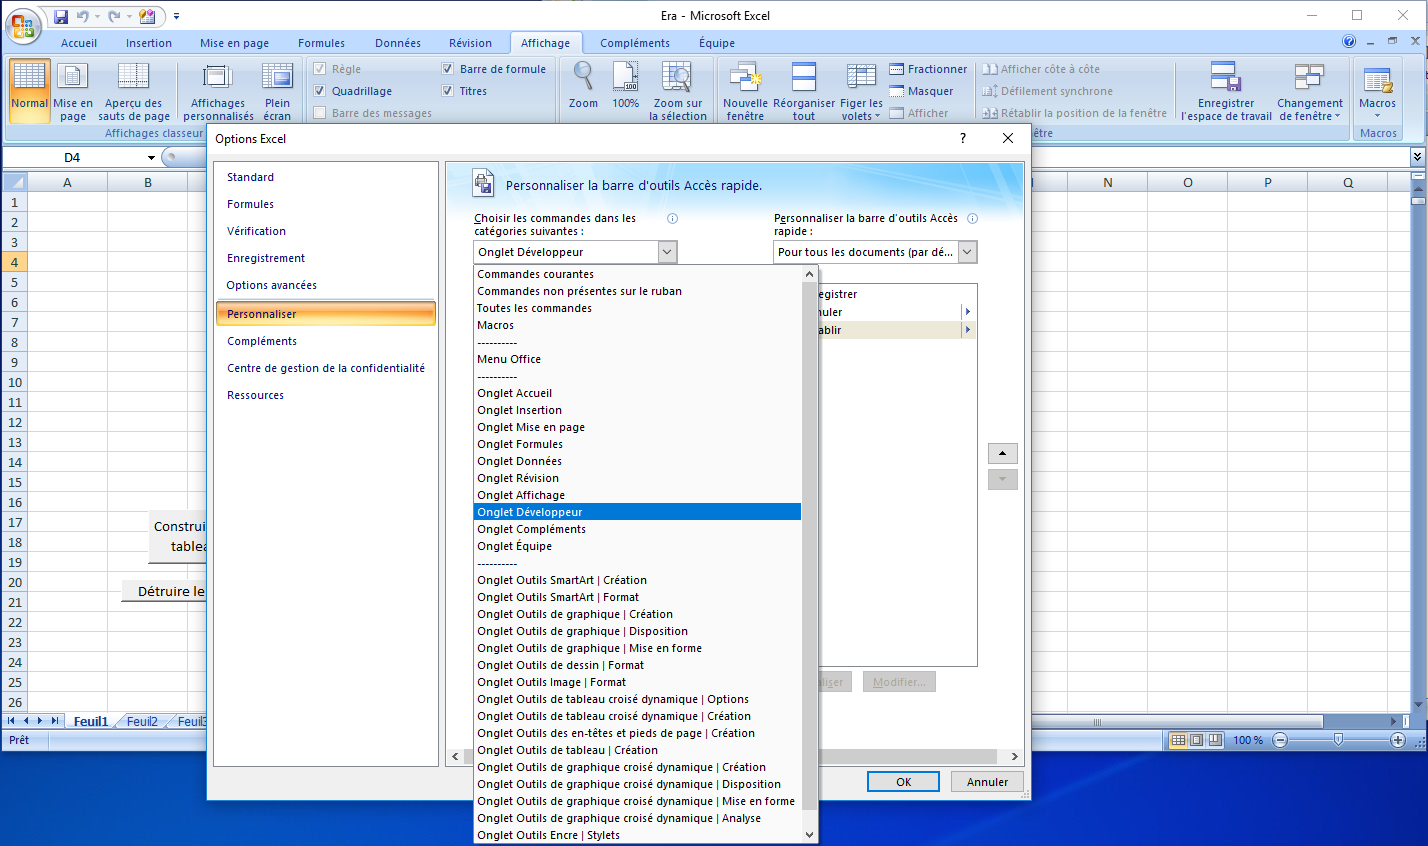 Era - Microsoft Excel
Accueil
Insertion
Mise en page
Formules
Données
Révision
Affichage
Compléments
Équipe
Normal
Mise en page
Aperçu des sauts de page
Affichages personnalisés
Plein écran
Affichages classeur
Règle
Quadrillage
Barre des messages
Barre de formule
Titres
Zoom
100%
Zoom sur la sélection
Nouvelle fenêtre
Réorganiser tout
Figer les volets
Fractionner
Masquer
Afficher
Afficher côte à côte
Défilement synchrone
Rétablir la position de la fenêtre
Enregistrer l'espace de travail
Changement de fenêtre
être
Macros
Macros
D4
A
B
N
O
P
Q
1
2
3
4
5
6
7
8
9
10
11
12
13
14
15
16
17
18
19
20
21
22
23
24
25
26
Construi
tablea
Détruire le
Feuil1
Feuil2
Feuil3
Prêt
100 %
Options Excel
?
Standard
Formules
Vérification
Enregistrement
Options avancées
Personnaliser
Compléments
Centre de gestion de la confidentialité
Ressources
Personnaliser la barre d'outils Accès rapide.
Choisir les commandes dans les
catégories suivantes :
Onglet Développeur
Personnaliser la barre d'outils Accès
rapide :
Pour tous les documents (par dé...
Commandes courantes
Commandes non présentes sur le ruban
Toutes les commandes
Macros
----------
Menu Office
----------
Onglet Accueil
Onglet Insertion
Onglet Mise en page
Onglet Formules
Onglet Données
Onglet Révision
Onglet Affichage
Onglet Développeur
Onglet Compléments
Onglet Équipe
----------
Onglet Outils SmartArt | Création
Onglet Outils SmartArt | Format
Onglet Outils de graphique | Création
Onglet Outils de graphique | Disposition
Onglet Outils de graphique | Mise en forme
Onglet Outils de dessin | Format
Onglet Outils Image | Format
Onglet Outils de tableau croisé dynamique | Options
Onglet Outils de tableau croisé dynamique | Création
Onglet Outils des en-têtes et pieds de page | Création
Onglet Outils de tableau | Création
Onglet Outils de graphique croisé dynamique | Création
Onglet Outils de graphique croisé dynamique | Disposition
Onglet Outils de graphique croisé dynamique | Mise en forme
Onglet Outils de graphique croisé dynamique | Analyse
Onglet Outils Encre | Stylets
egistrer
nuler
ablir
aliser
Modifier...
OK
Annuler